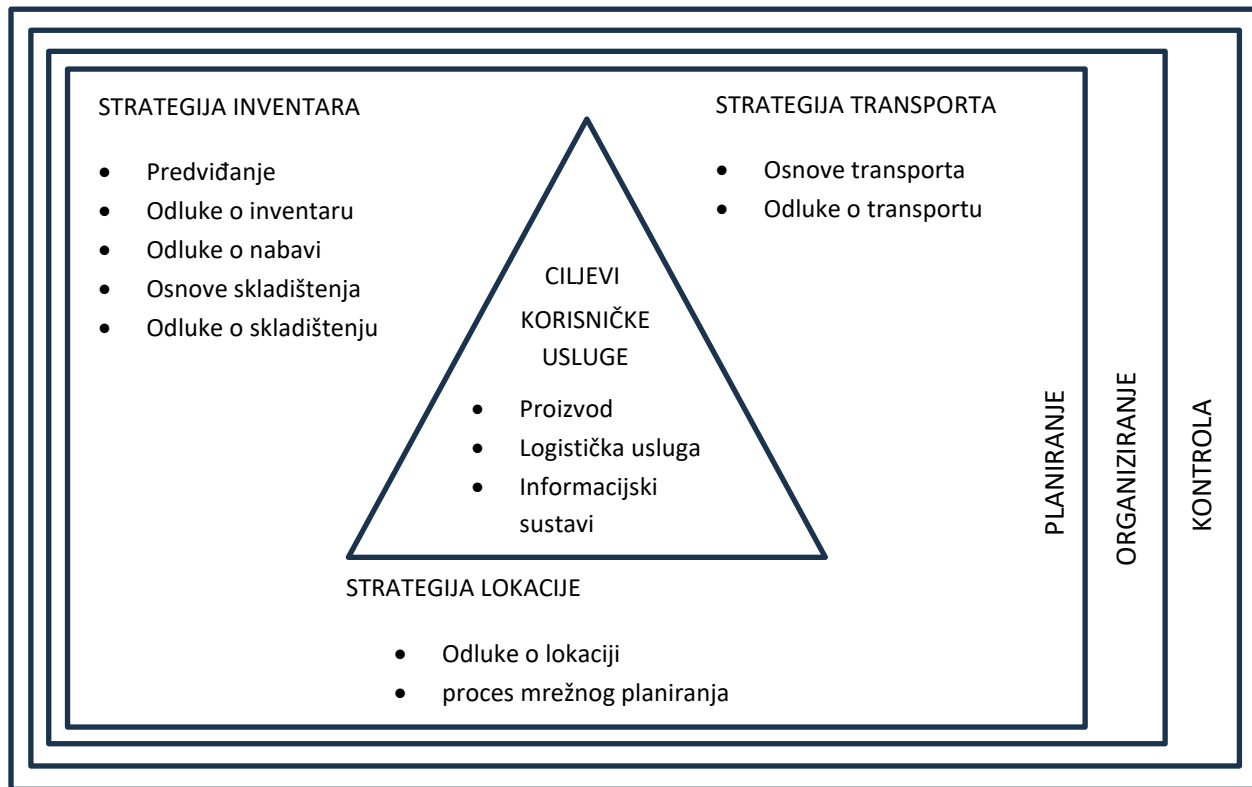 STRATEGIJA INVENTARA
• Predviđanje
• Odluke o inventaru
• Odluke o nabavi
• Osnove skladištenja
• Odluke o skladištenju
STRATEGIJA TRANSPORTA
• Osnove transporta
• Odluke o transportu
CILJEVI
KORISNIČKE
USLUGE
• Proizvod
• Logistička usluga
• Informacijski
sustavi
STRATEGIJA LOKACIJE
• Odluke o lokaciji
• proces mrežnog planiranja
PLANIRANJE
ORGANIZIRANJE
KONTROLA